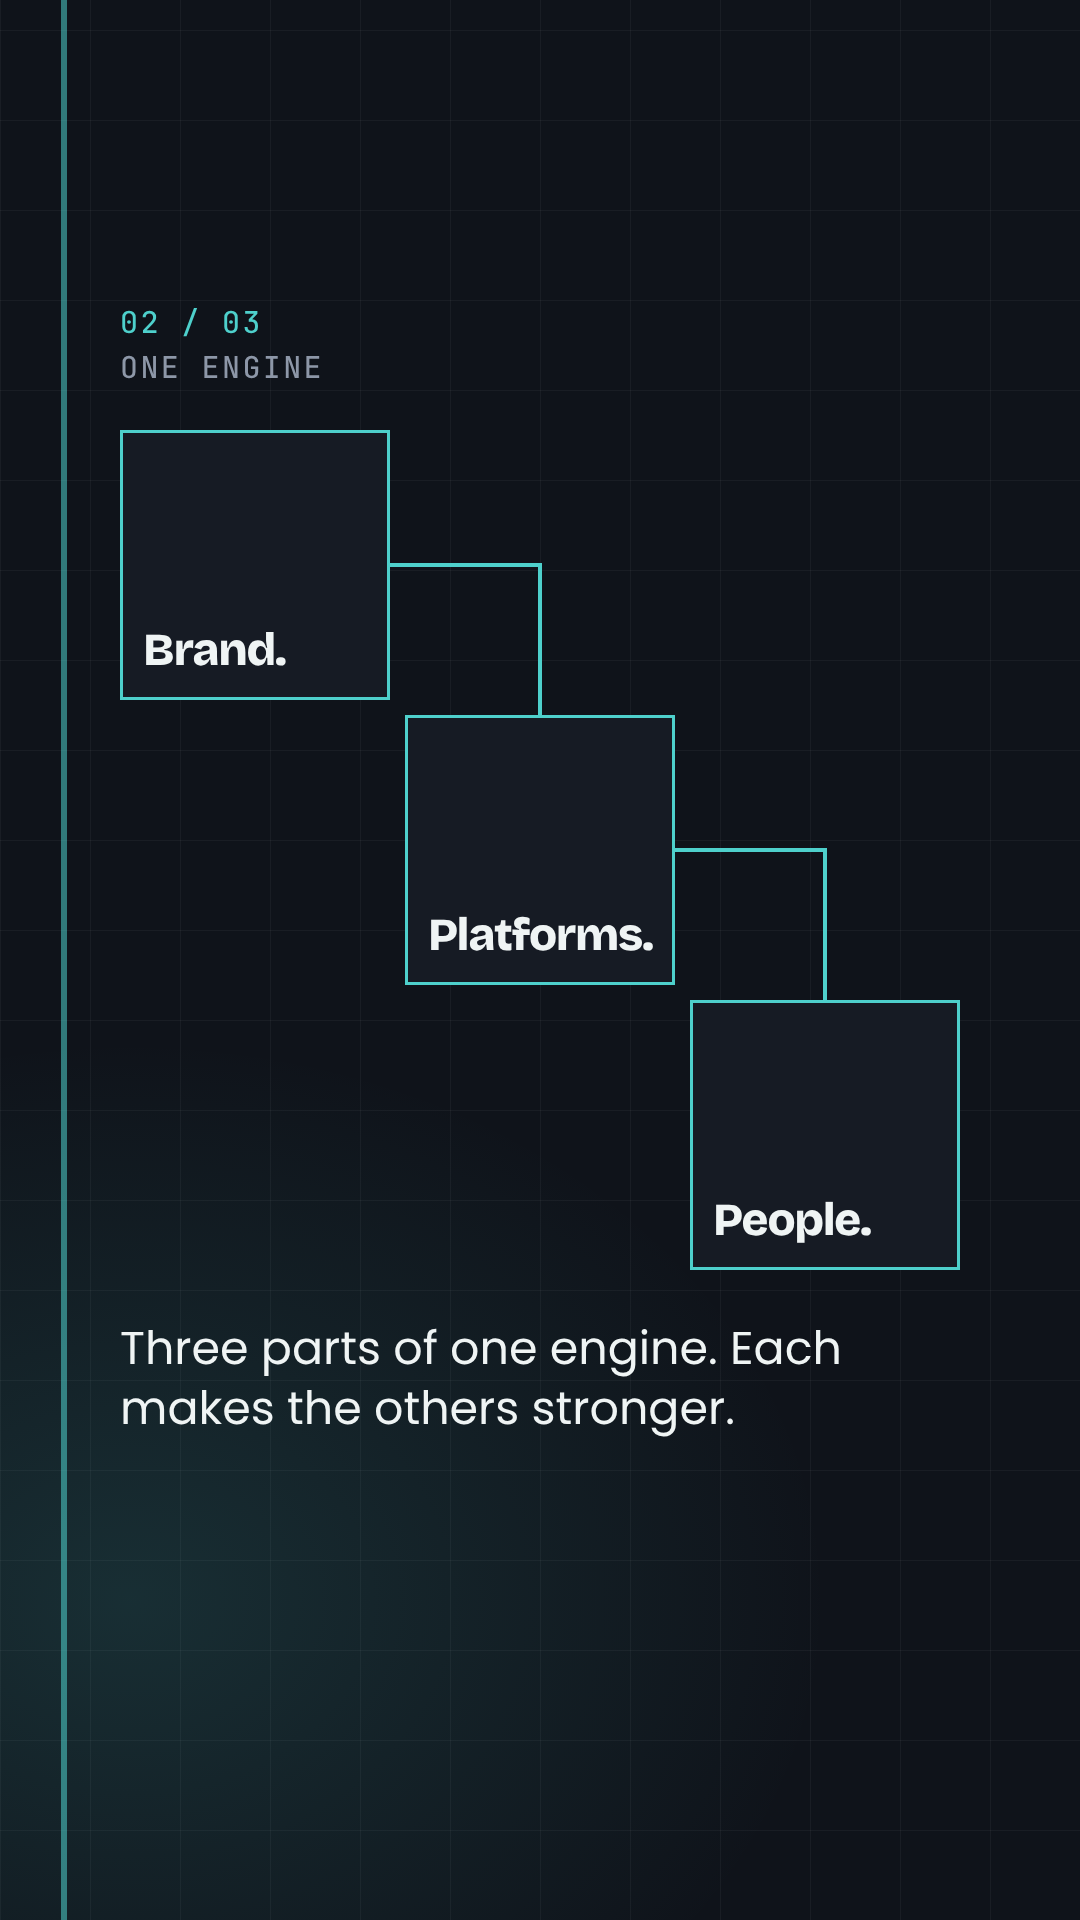 02 / 03
ONE ENGINE
Brand.
Platforms.
People.
Three parts of one engine. Each
makes the others stronger.